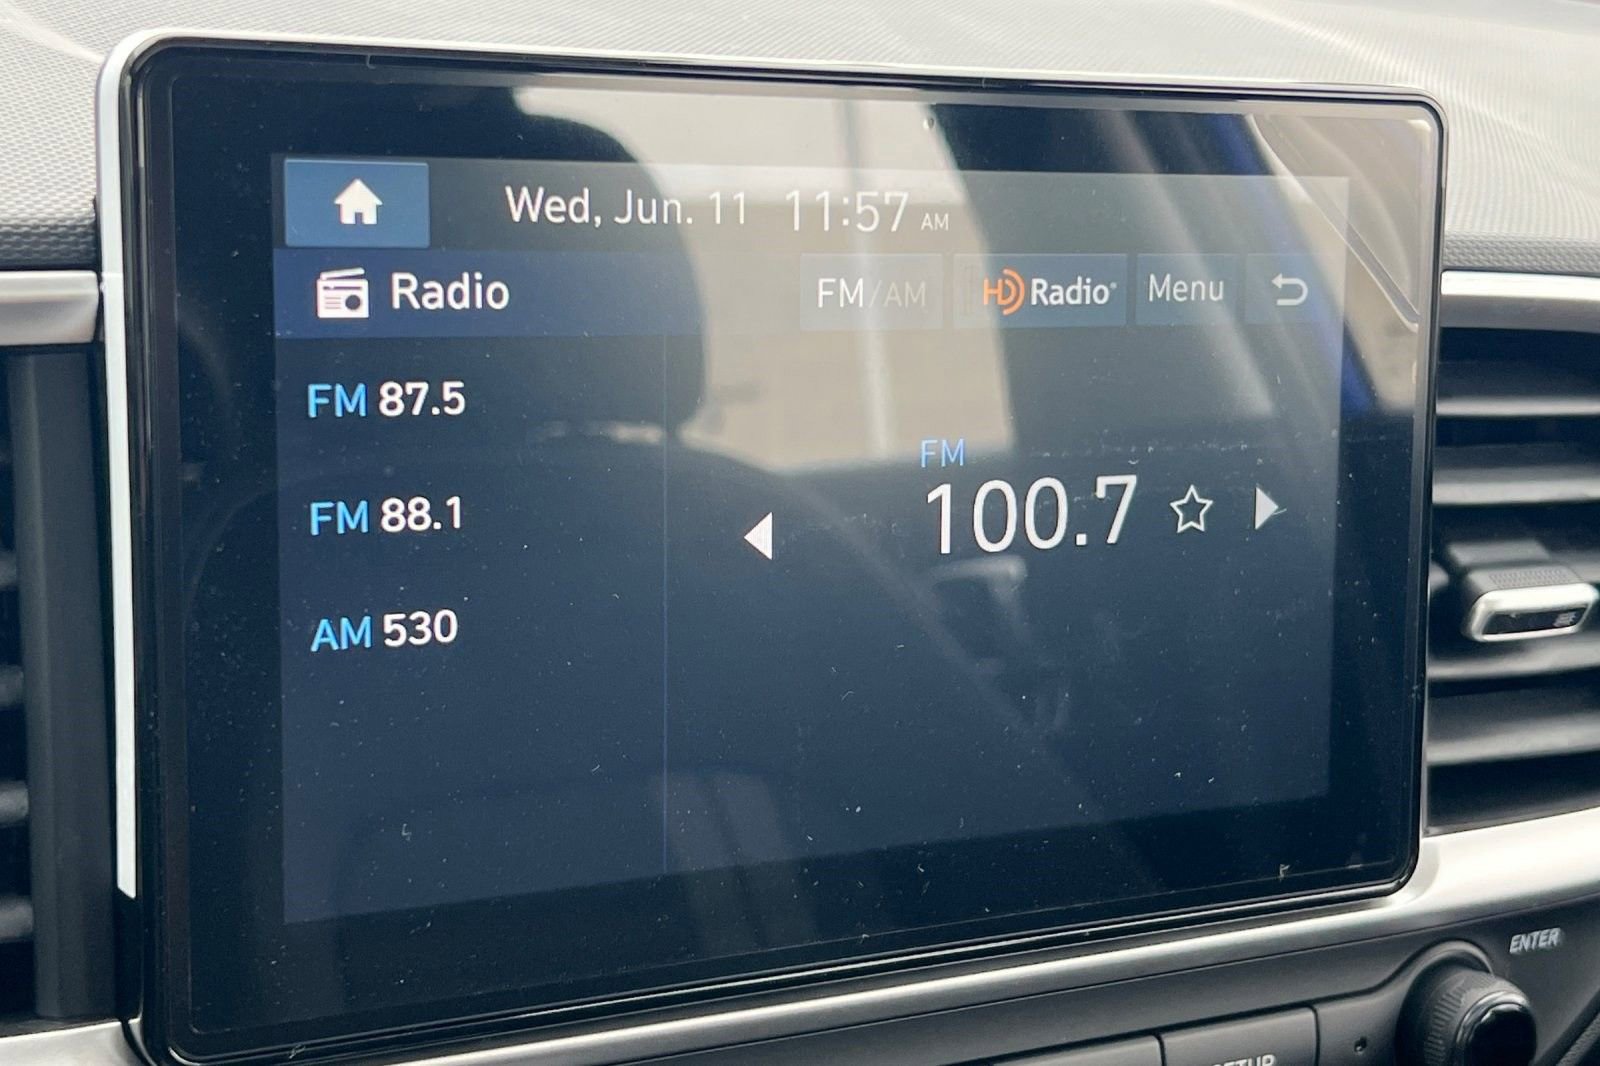 Wed, Jun. 11 11:57 AM
Radio FM/AM HD Radio® Menu
FM 87.5
FM 88.1
AM 530
FM
100.7
ENTER